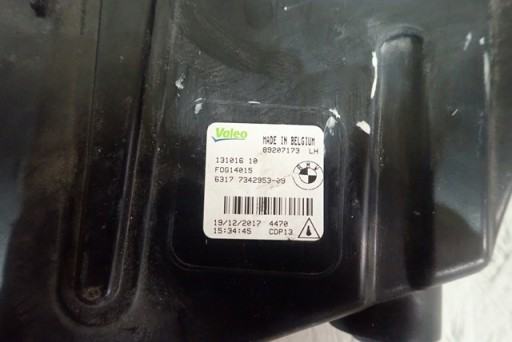 Valeo MADE IN BELGIUM
89207173 LH
131016 10
FOG14015
6317 7342953-09
BMW
19/12/2017 4470
15:34:45 CDP13